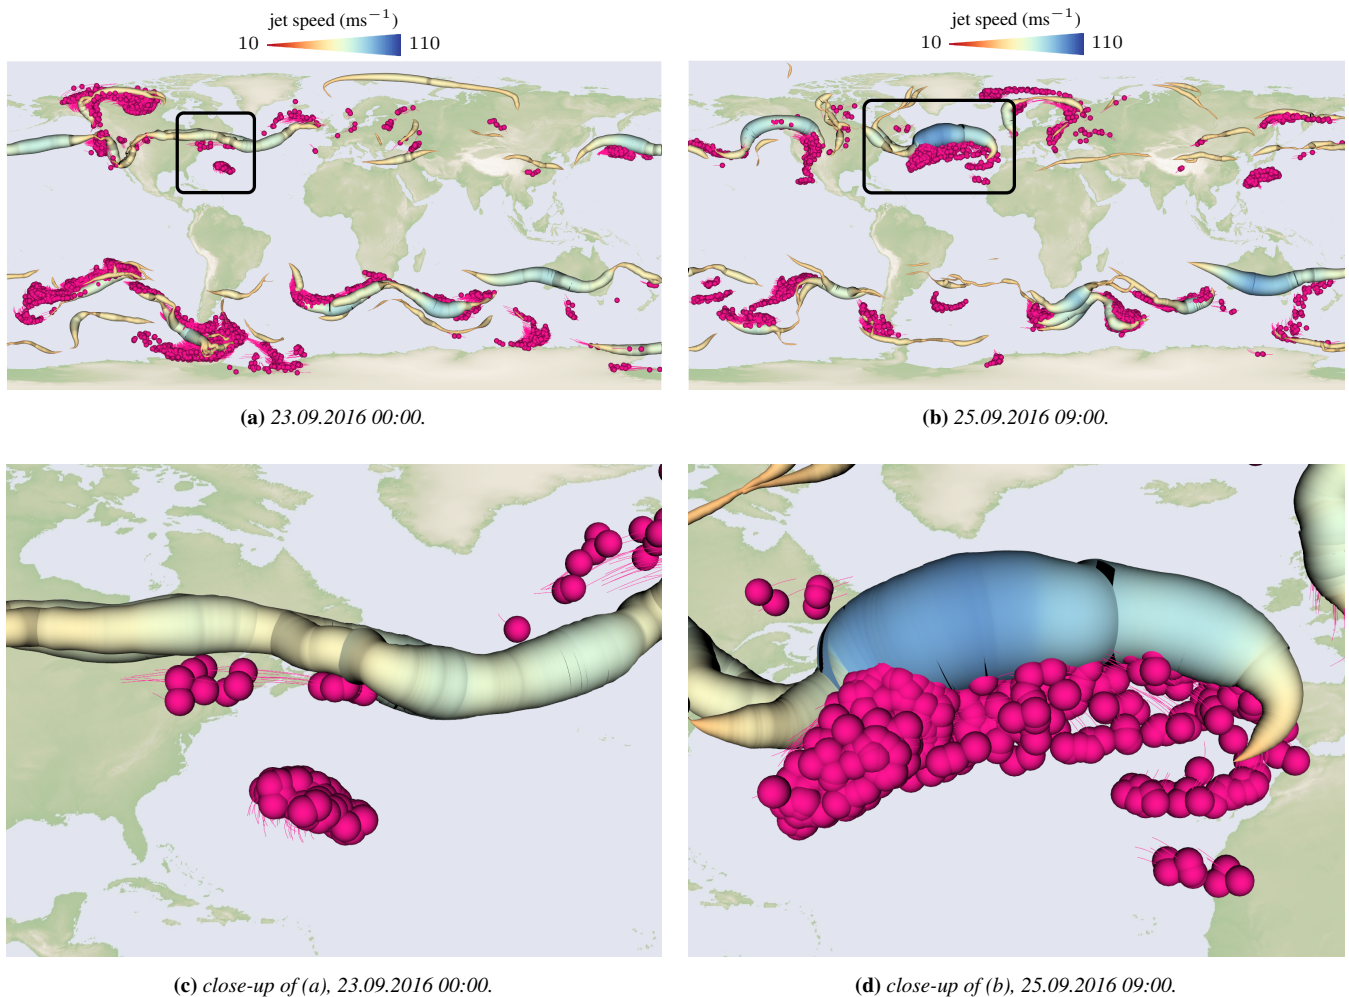 jet speed (ms−1)
10 110
jet speed (ms−1)
10 110
(a) 23.09.2016 00:00.
(b) 25.09.2016 09:00.
(c) close-up of (a), 23.09.2016 00:00.
(d) close-up of (b), 25.09.2016 09:00.